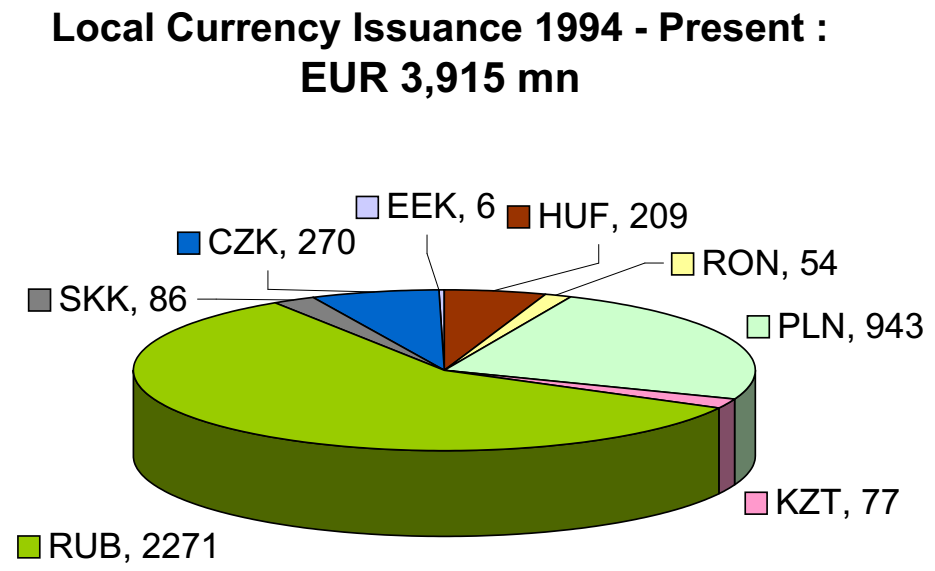 Local Currency Issuance 1994 - Present :
EUR 3,915 mn
EEK, 6
HUF, 209
CZK, 270
RON, 54
SKK, 86
PLN, 943
KZT, 77
RUB, 2271